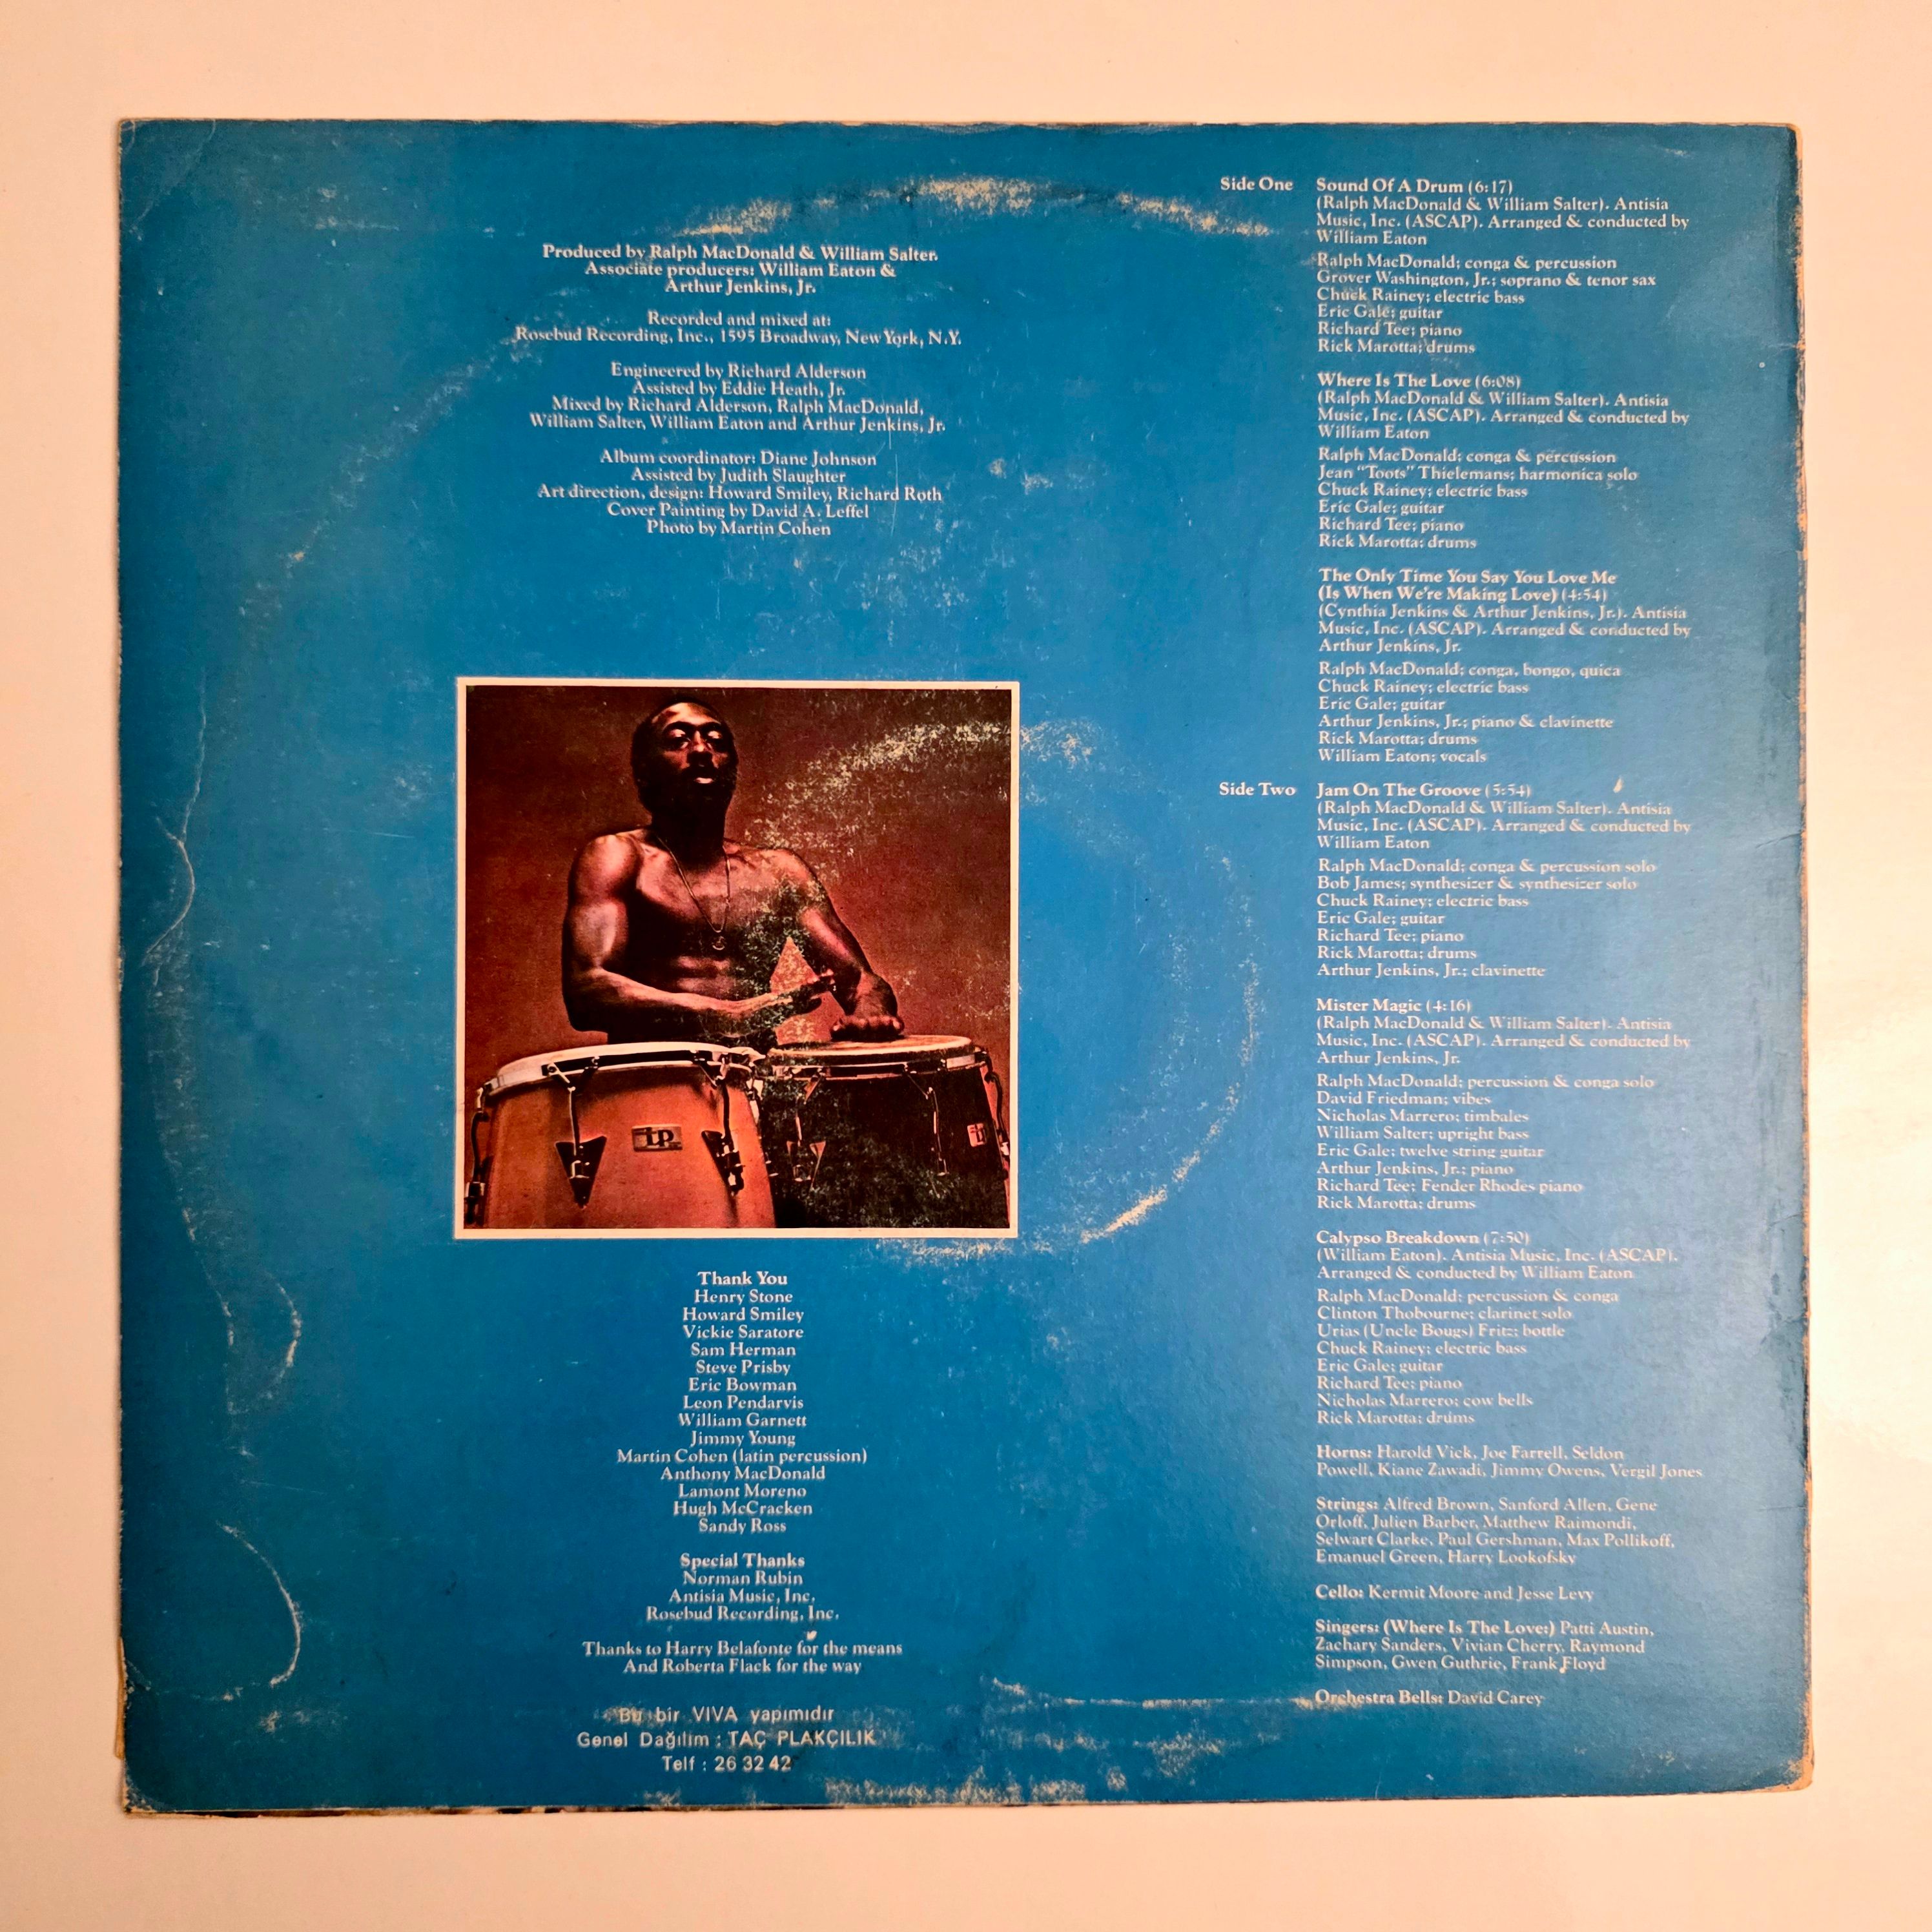 Produced by Ralph MacDonald & William Salter.
Associate producers: William Eaton &
Arthur Jenkins, Jr.
Recorded and mixed at:
Rosebud Recording, Inc., 1595 Broadway, New York, N.Y.
Engineered by Richard Alderson
Assisted by Eddie Heath, Jr.
Mixed by Richard Alderson, Ralph MacDonald,
William Salter, William Eaton and Arthur Jenkins, Jr.
Album coordinator: Diane Johnson
Assisted by Judith Slaughter
Art direction, design: Howard Smiley, Richard Roth
Cover Painting by David A. Leffel
Photo by Martin Cohen
LP
Thank You
Henry Stone
Howard Smiley
Vickie Saratore
Sam Herman
Steve Prisby
Eric Bowman
Leon Pendarvis
William Garnett
Jimmy Young
Martin Cohen (latin percussion)
Anthony MacDonald
Lamont Moreno
Hugh McCracken
Sandy Ross
Special Thanks
Norman Rubin
Antisia Music, Inc.
Rosebud Recording, Inc.
Thanks to Harry Belafonte for the means
And Roberta Flack for the way
Bu bir VIVA yapımıdır
Genel Dağılim : TAÇ PLAKÇILIK
Telf : 26 32 42
Side One
Sound Of A Drum (6:17)
(Ralph MacDonald & William Salter). Antisia
Music, Inc. (ASCAP). Arranged & conducted by
William Eaton
Ralph MacDonald; conga & percussion
Grover Washington, Jr.; soprano & tenor sax
Chuck Rainey; electric bass
Eric Gale; guitar
Richard Tee; piano
Rick Marotta; drums
Where Is The Love (6:08)
(Ralph MacDonald & William Salter). Antisia
Music, Inc. (ASCAP). Arranged & conducted by
William Eaton
Ralph MacDonald; conga & percussion
Jean "Toots" Thielemans; harmonica solo
Chuck Rainey; electric bass
Eric Gale; guitar
Richard Tee; piano
Rick Marotta; drums
The Only Time You Say You Love Me
(Is When We're Making Love) (4:54)
(Cynthia Jenkins & Arthur Jenkins, Jr.). Antisia
Music, Inc. (ASCAP). Arranged & conducted by
Arthur Jenkins, Jr.
Ralph MacDonald; conga, bongo, quica
Chuck Rainey; electric bass
Eric Gale; guitar
Arthur Jenkins, Jr.; piano & clavinette
Rick Marotta; drums
William Eaton; vocals
Side Two
Jam On The Groove (5:54)
(Ralph MacDonald & William Salter). Antisia
Music, Inc. (ASCAP). Arranged & conducted by
William Eaton
Ralph MacDonald; conga & percussion solo
Bob James; synthesizer & synthesizer solo
Chuck Rainey; electric bass
Eric Gale; guitar
Richard Tee; piano
Rick Marotta; drums
Arthur Jenkins, Jr.; clavinette
Mister Magic (4:16)
(Ralph MacDonald & William Salter). Antisia
Music, Inc. (ASCAP). Arranged & conducted by
Arthur Jenkins, Jr.
Ralph MacDonald; percussion & conga solo
David Friedman; vibes
Nicholas Marrero; timbales
William Salter; upright bass
Eric Gale; twelve string guitar
Arthur Jenkins, Jr.; piano
Richard Tee; Fender Rhodes piano
Rick Marotta; drums
Calypso Breakdown (7:50)
(William Eaton). Antisia Music, Inc. (ASCAP).
Arranged & conducted by William Eaton
Ralph MacDonald; percussion & conga
Clinton Thobourne; clarinet solo
Urias (Uncle Bougs) Fritz; bottle
Chuck Rainey; electric bass
Eric Gale; guitar
Richard Tee; piano
Nicholas Marrero; cow bells
Rick Marotta; drums
Horns: Harold Vick, Joe Farrell, Seldon
Powell, Kiane Zawadi, Jimmy Owens, Vergil Jones
Strings: Alfred Brown, Sanford Allen, Gene
Orloff, Julien Barber, Matthew Raimondi,
Selwart Clarke, Paul Gershman, Max Pollikoff,
Emanuel Green, Harry Lookofsky
Cello: Kermit Moore and Jesse Levy
Singers: (Where Is The Love:) Patti Austin,
Zachary Sanders, Vivian Cherry, Raymond
Simpson, Gwen Guthrie, Frank Floyd
Orchestra Bells: David Carey